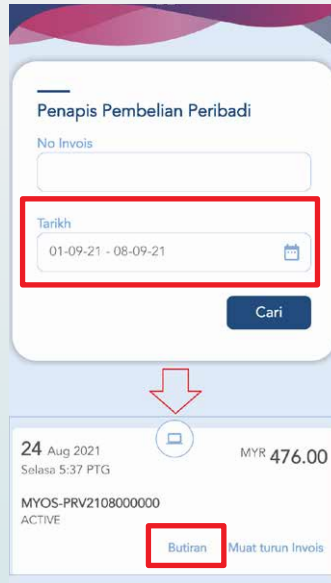 Penapis Pembelian Peribadi
No Invois
Tarikh
01-09-21 - 08-09-21
Cari
24 Aug 2021
MYR 476.00
Selasa 5:37 PTG
MYOS-PRV2108000000
ACTIVE
Butiran Muat turun Invois